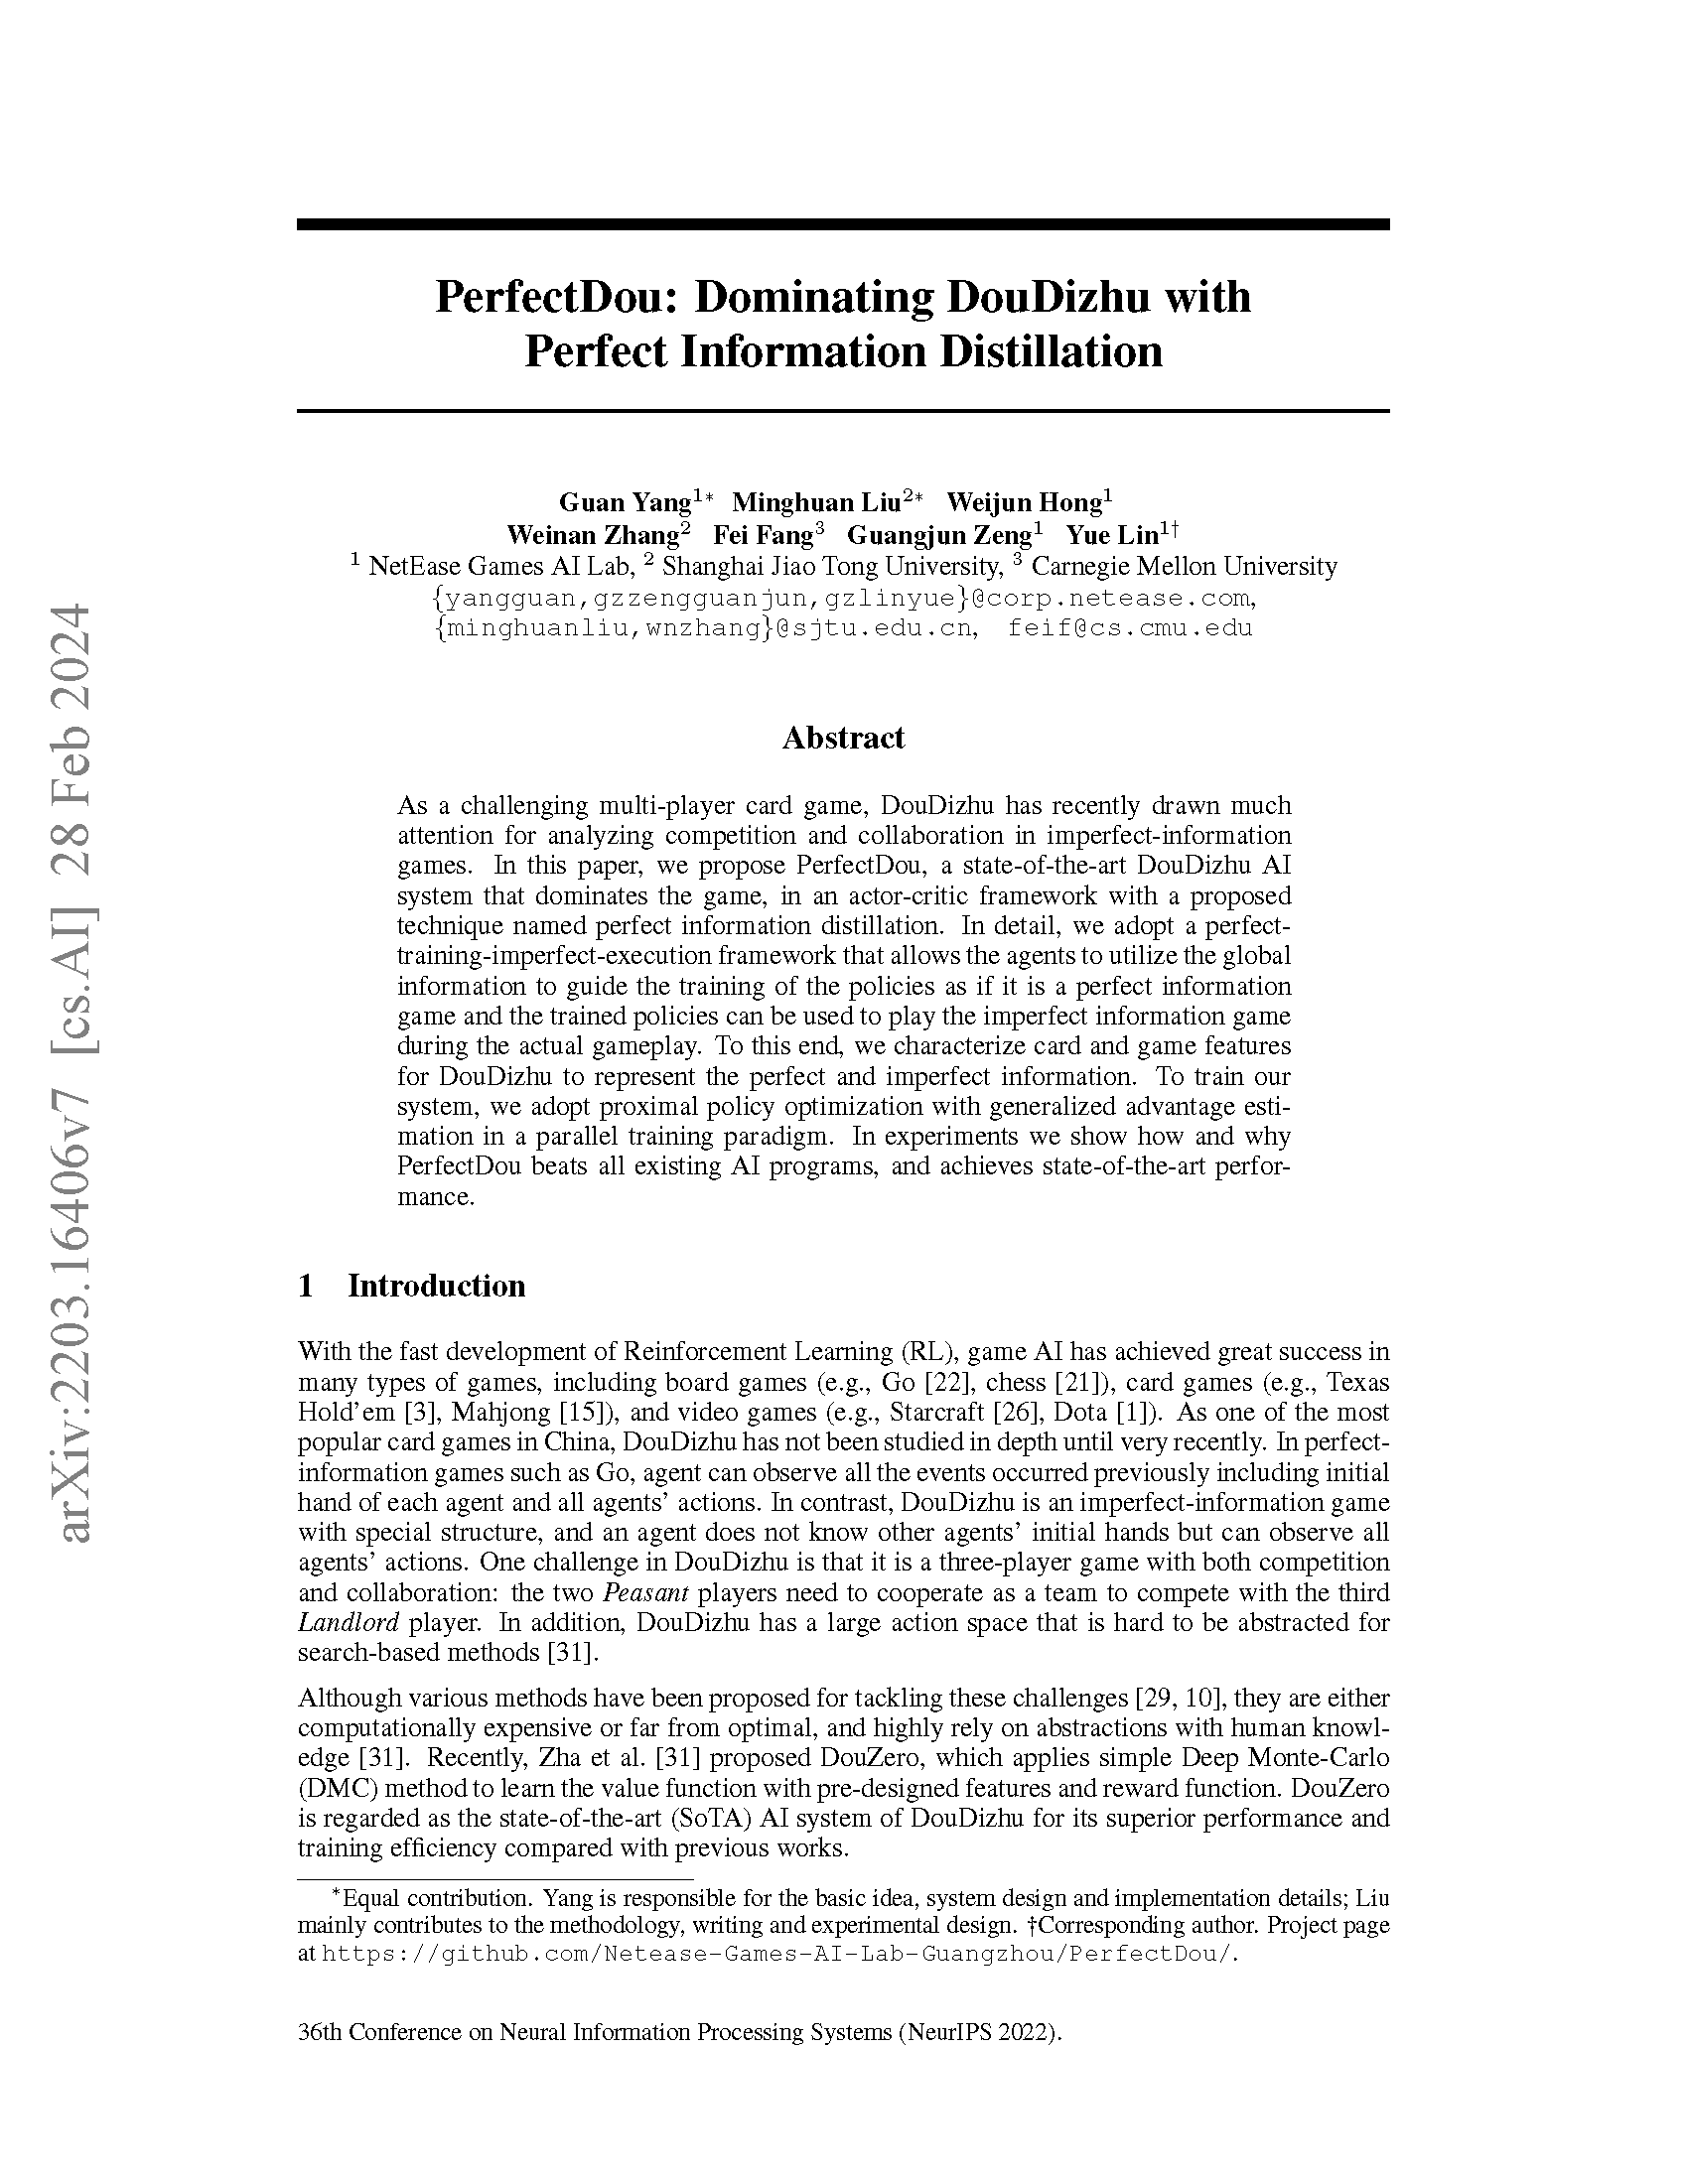 arXiv:2203.16406v7 [cs.AI] 28 Feb 2024
PerfectDou: Dominating DouDizhu with
Perfect Information Distillation
Guan Yang1* Minghuan Liu2* Weijun Hong1
Weinan Zhang2 Fei Fang3 Guangjun Zeng1 Yue Lin1†
1 NetEase Games AI Lab, 2 Shanghai Jiao Tong University, 3 Carnegie Mellon University
{yangguan,gzzengguanjun,gzlinyue}@corp.netease.com,
{minghuanliu,wnzhang}@sjtu.edu.cn, feif@cs.cmu.edu
Abstract
As a challenging multi-player card game, DouDizhu has recently drawn much
attention for analyzing competition and collaboration in imperfect-information
games. In this paper, we propose PerfectDou, a state-of-the-art DouDizhu AI
system that dominates the game, in an actor-critic framework with a proposed
technique named perfect information distillation. In detail, we adopt a perfect-
training-imperfect-execution framework that allows the agents to utilize the global
information to guide the training of the policies as if it is a perfect information
game and the trained policies can be used to play the imperfect information game
during the actual gameplay. To this end, we characterize card and game features
for DouDizhu to represent the perfect and imperfect information. To train our
system, we adopt proximal policy optimization with generalized advantage esti-
mation in a parallel training paradigm. In experiments we show how and why
PerfectDou beats all existing AI programs, and achieves state-of-the-art perfor-
mance.
1 Introduction
With the fast development of Reinforcement Learning (RL), game AI has achieved great success in
many types of games, including board games (e.g., Go [22], chess [21]), card games (e.g., Texas
Hold'em [3], Mahjong [15]), and video games (e.g., Starcraft [26], Dota [1]). As one of the most
popular card games in China, DouDizhu has not been studied in depth until very recently. In perfect-
information games such as Go, agent can observe all the events occurred previously including initial
hand of each agent and all agents' actions. In contrast, DouDizhu is an imperfect-information game
with special structure, and an agent does not know other agents' initial hands but can observe all
agents' actions. One challenge in DouDizhu is that it is a three-player game with both competition
and collaboration: the two Peasant players need to cooperate as a team to compete with the third
Landlord player. In addition, DouDizhu has a large action space that is hard to be abstracted for
search-based methods [31].
Although various methods have been proposed for tackling these challenges [29, 10], they are either
computationally expensive or far from optimal, and highly rely on abstractions with human knowl-
edge [31]. Recently, Zha et al. [31] proposed DouZero, which applies simple Deep Monte-Carlo
(DMC) method to learn the value function with pre-designed features and reward function. DouZero
is regarded as the state-of-the-art (SoTA) AI system of DouDizhu for its superior performance and
training efficiency compared with previous works.
*Equal contribution. Yang is responsible for the basic idea, system design and implementation details; Liu
mainly contributes to the methodology, writing and experimental design. †Corresponding author. Project page
at https://github.com/Netease-Games-AI-Lab-Guangzhou/PerfectDou/.
36th Conference on Neural Information Processing Systems (NeurIPS 2022).